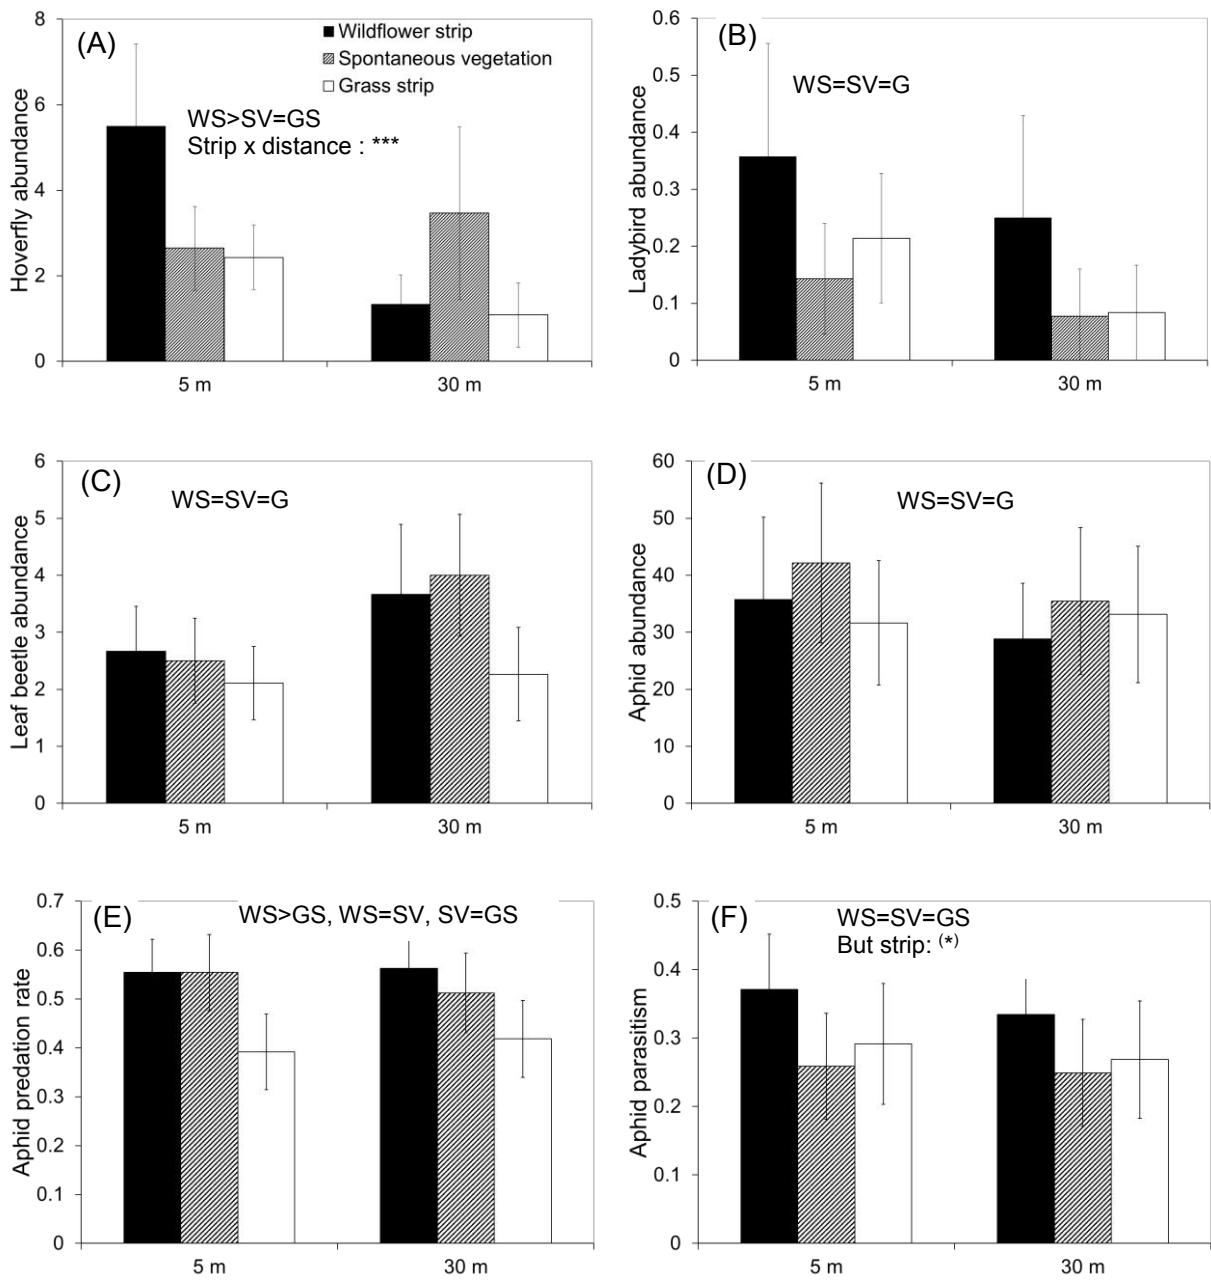 (A)
Wildflower strip
Spontaneous vegetation
Grass strip
WS>SV=GS
Strip x distance : ***
Hoverfly abundance
8
6
4
2
0
5 m
30 m
(B)
WS=SV=G
Ladybird abundance
0.6
0.5
0.4
0.3
0.2
0.1
0
5 m
30 m
(C)
WS=SV=G
Leaf beetle abundance
6
5
4
3
2
1
0
5 m
30 m
(D)
WS=SV=G
Aphid abundance
60
50
40
30
20
10
0
5 m
30 m
(E)
WS>GS, WS=SV, SV=GS
Aphid predation rate
0.7
0.6
0.5
0.4
0.3
0.2
0.1
0
5 m
30 m
(F)
WS=SV=GS
But strip: (*)
Aphid parasitism
0.5
0.4
0.3
0.2
0.1
0
5 m
30 m